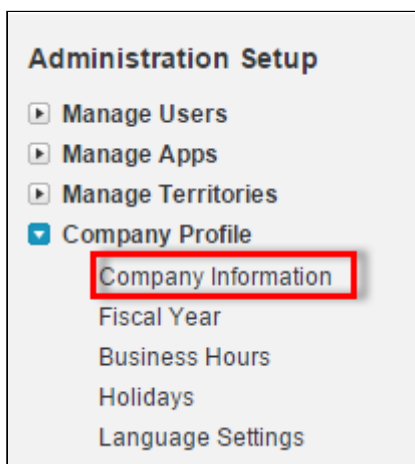 Administration Setup
Manage Users
Manage Apps
Manage Territories
Company Profile
Company Information
Fiscal Year
Business Hours
Holidays
Language Settings